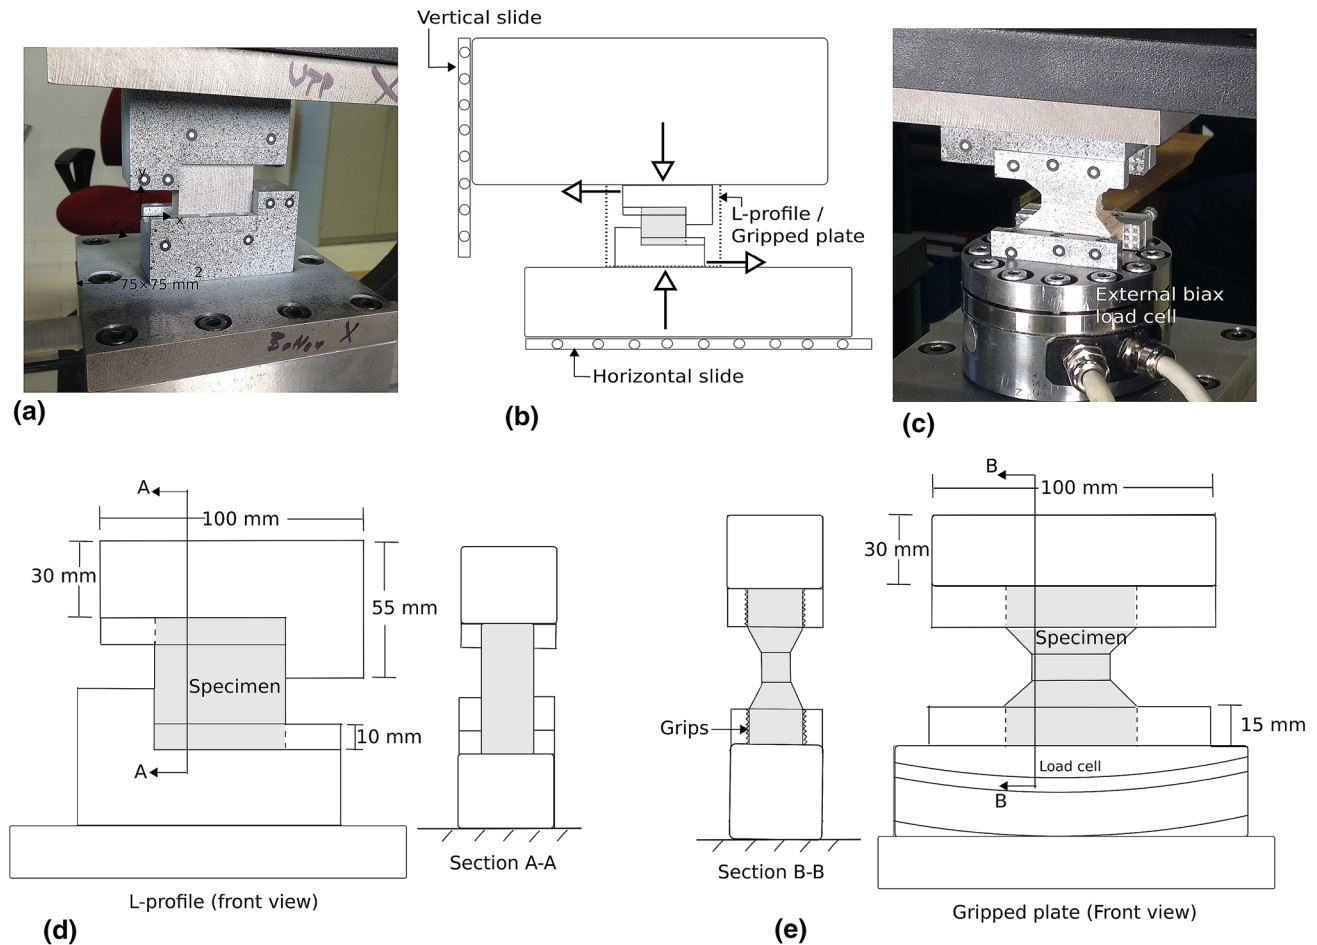 Vertical slide
UTP X
y
z
x
2
75×75 mm
X
(a)
L-profile /
Gripped plate
Horizontal slide
(b)
External biax
load cell
(c)
A
100 mm
30 mm
55 mm
Specimen
10 mm
A
L-profile (front view)
Section A-A
(d)
B
100 mm
30 mm
Specimen
Grips
15 mm
Load cell
B
Section B-B
Gripped plate (Front view)
(e)